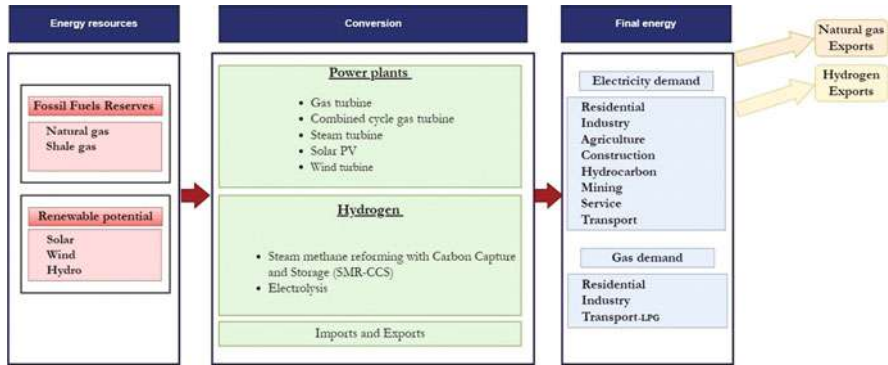 Energy resources
Fossil Fuels Reserves
Natural gas
Shale gas
Renewable potential
Solar
Wind
Hydro
Conversion
Power plants
• Gas turbine
• Combined cycle gas turbine
• Steam turbine
• Solar PV
• Wind turbine
Hydrogen
• Steam methane reforming with Carbon Capture
and Storage (SMR-CCS)
• Electrolysis
Imports and Exports
Final energy
Electricity demand
Residential
Industry
Agriculture
Construction
Hydrocarbon
Mining
Service
Transport
Gas demand
Residential
Industry
Transport-LPG
Natural gas
Exports
Hydrogen
Exports